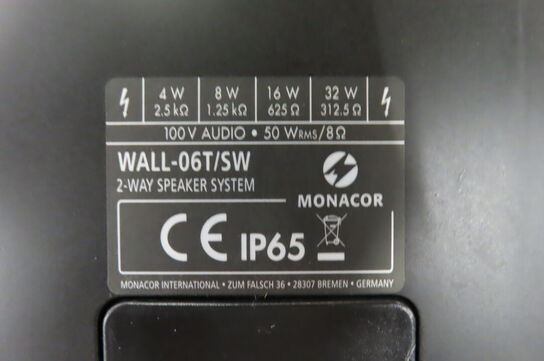 4 W 8 W 16 W 32 W
2.5 kΩ 1.25 kΩ 625 Ω 312.5 Ω
100 V AUDIO • 50 WRMS/8 Ω
WALL-06T/SW
2-WAY SPEAKER SYSTEM
MONACOR
CE IP65
MONACOR INTERNATIONAL • ZUM FALSCH 36 • 28307 BREMEN • GERMANY